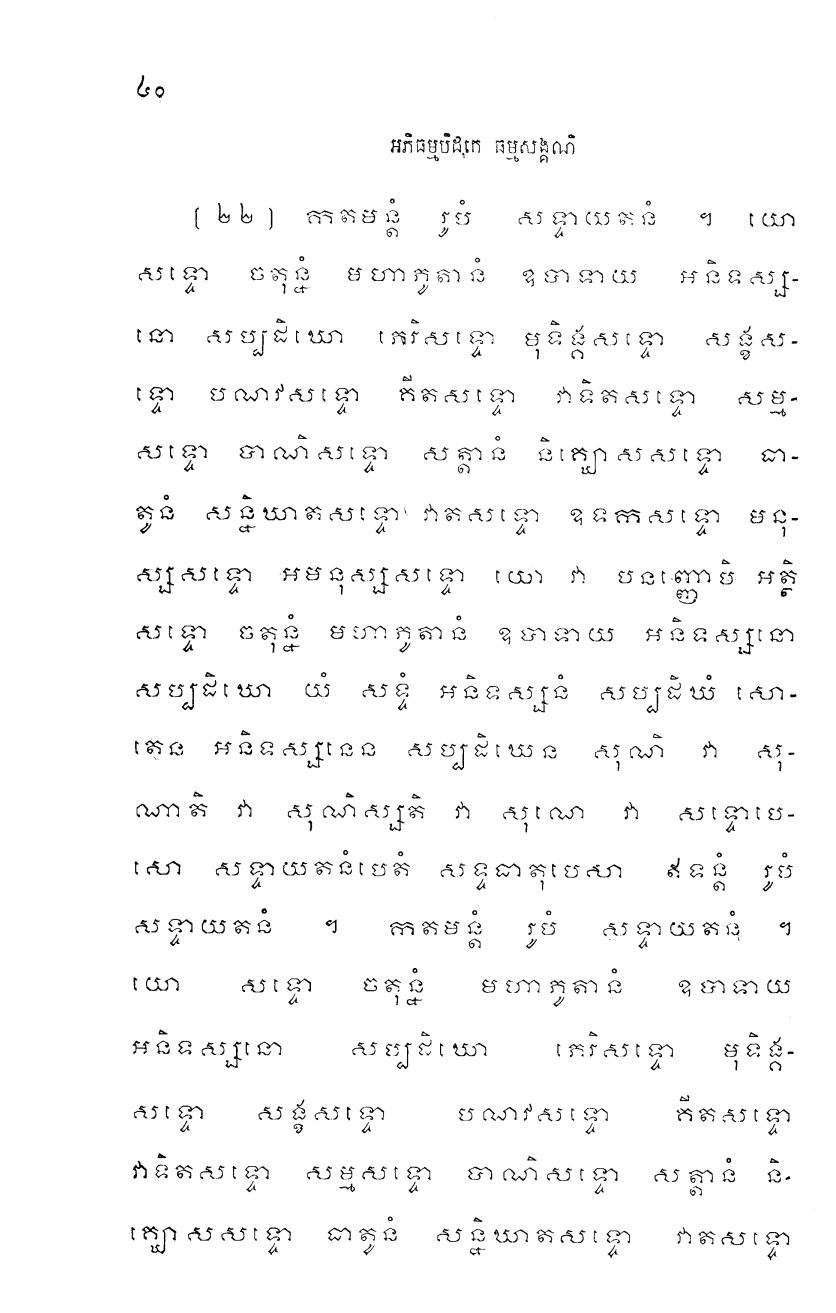 ៤០
អភិធម្មបិដកេ ធម្មសង្គណិ
[ ២២ ] កតមន្តំ រូបំ សទ្ទាយតនំ ។ យោ
សទ្ទោ ចតុន្នំ មហាភូតានំ ឧបាទាយ អនិទស្ស-
នោ សប្បដិឃោ ភេរិសទ្ទោ មុទិង្គសទ្ទោ សង្ខស-
ទ្ទោ បណវសទ្ទោ គីតសទ្ទោ វាទិតសទ្ទោ សម្ម-
សទ្ទោ បាណិសទ្ទោ សត្តានំ និគ្ឃោសសទ្ទោ ធា-
តូនំ សន្និឃាតសទ្ទោ វាតសទ្ទោ ឧទកសទ្ទោ មនុ-
ស្សសទ្ទោ អមនុស្សសទ្ទោ យោ វា បនញ្ញោបិ អត្ថិ
សទ្ទោ ចតុន្នំ មហាភូតានំ ឧបាទាយ អនិទស្សនោ
សប្បដិឃោ យំ សទ្ទំ អនិទស្សនំ សប្បដិឃំ សោ-
តេន អនិទស្សនេន សប្បដិឃេន សុណិ វា សុ-
ណាតិ វា សុណិស្សតិ វា សុណេ វា សទ្ទោបេ-
សោ សទ្ទាយតនំបេតំ សទ្ទធាតុបេសា ឥទន្តំ រូបំ
សទ្ទាយតនំ ។ កតមន្តំ រូបំ សទ្ទាយតនំ ។
យោ សទ្ទោ ចតុន្នំ មហាភូតានំ ឧបាទាយ
អនិទស្សនោ សប្បដិឃោ ភេរិសទ្ទោ មុទិង្គ-
សទ្ទោ សង្ខសទ្ទោ បណវសទ្ទោ គីតសទ្ទោ
វាទិតសទ្ទោ សម្មសទ្ទោ បាណិសទ្ទោ សត្តានំ និ-
គ្ឃោសសទ្ទោ ធាតូនំ សន្និឃាតសទ្ទោ វាតសទ្ទោ